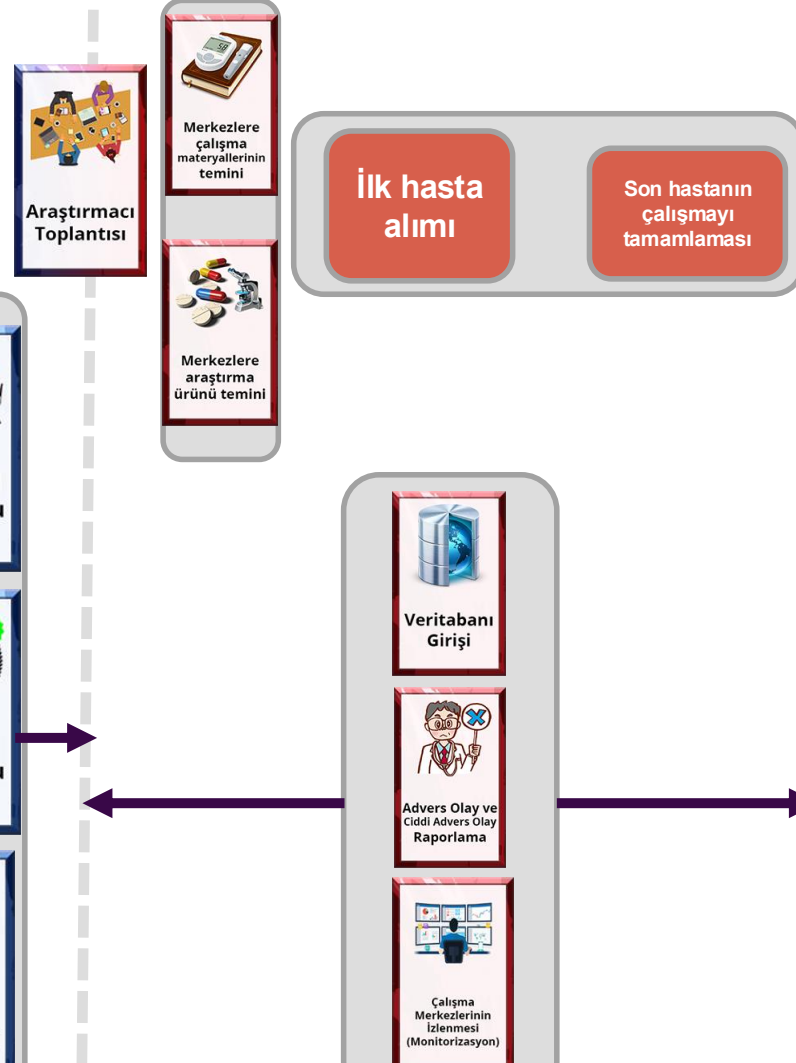 Merkezlere
çalışma
materyallerinin
temini
Araştırmacı
Toplantısı
İlk hasta
alımı
Son hastanın
çalışmayı
tamamlaması
Merkezlere
araştırma
ürünü temini
Veritabanı
Girişi
Advers Olay ve
Ciddi Advers Olay
Raporlama
Çalışma
Merkezlerinin
İzlenmesi
(Monitorizasyon)